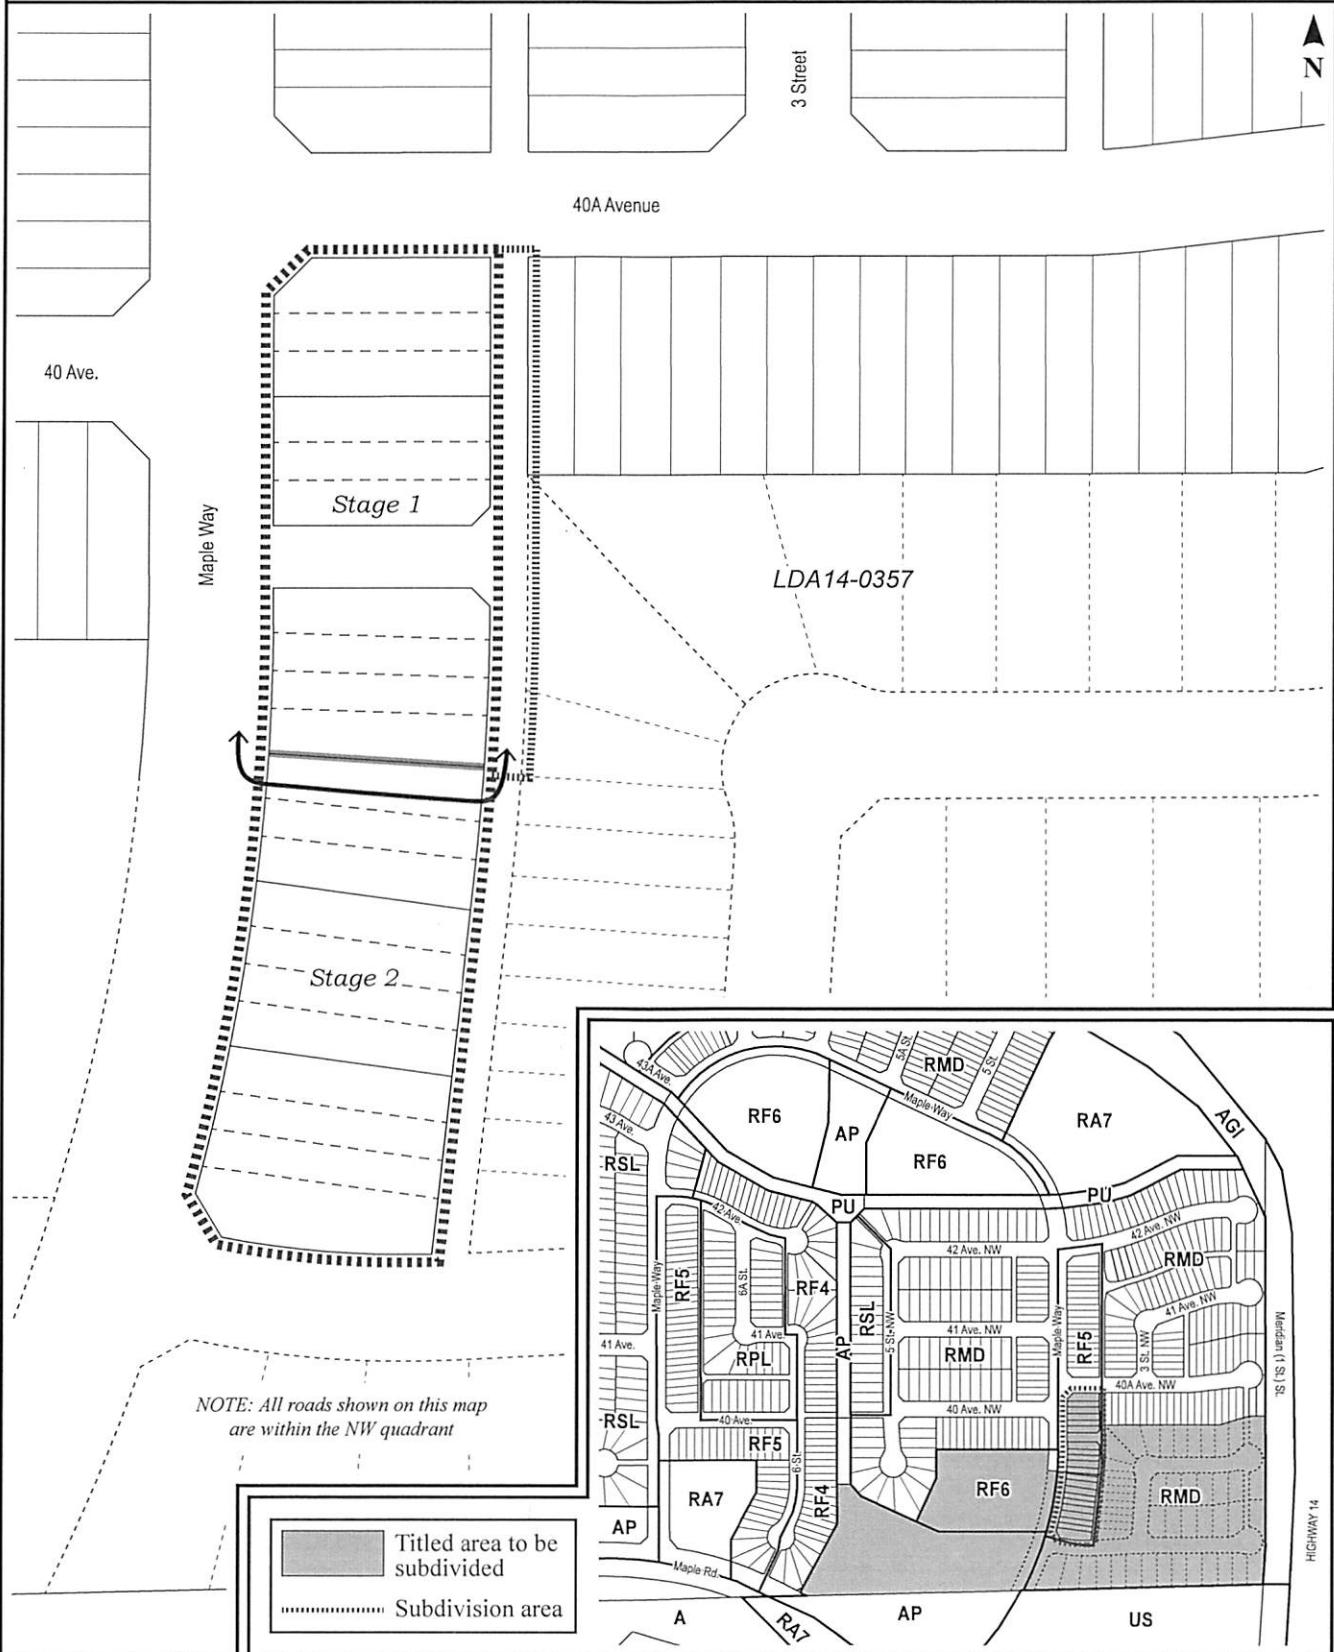 N
3 Street
40A Avenue
40 Ave.
Maple Way
Stage 1
LDA14-0357
Stage 2
NOTE: All roads shown on this map
are within the NW quadrant
Titled area to be
subdivided
Subdivision area
43A Ave.
43 Ave.
RSL
RF6
AP
RF6
5A St.
RMD
5 St.
Maple Way
RA7
AGI
PU
PU
42 Ave.
42 Ave. NW
42 Ave. NW
RMD
Maple Way
RF5
6A St.
RF4
RSL
AP
5 St. NW
41 Ave. NW
Maple Way
RF5
41 Ave. NW
3 St. NW
Meridian (1 St.) St.
41 Ave.
41 Ave.
RPL
RMD
40A Ave. NW
RSL
40 Ave.
40 Ave. NW
RF5
6 St.
RA7
RF4
RF6
RMD
AP
Maple Rd.
HIGHWAY 14
A
RA7
AP
US